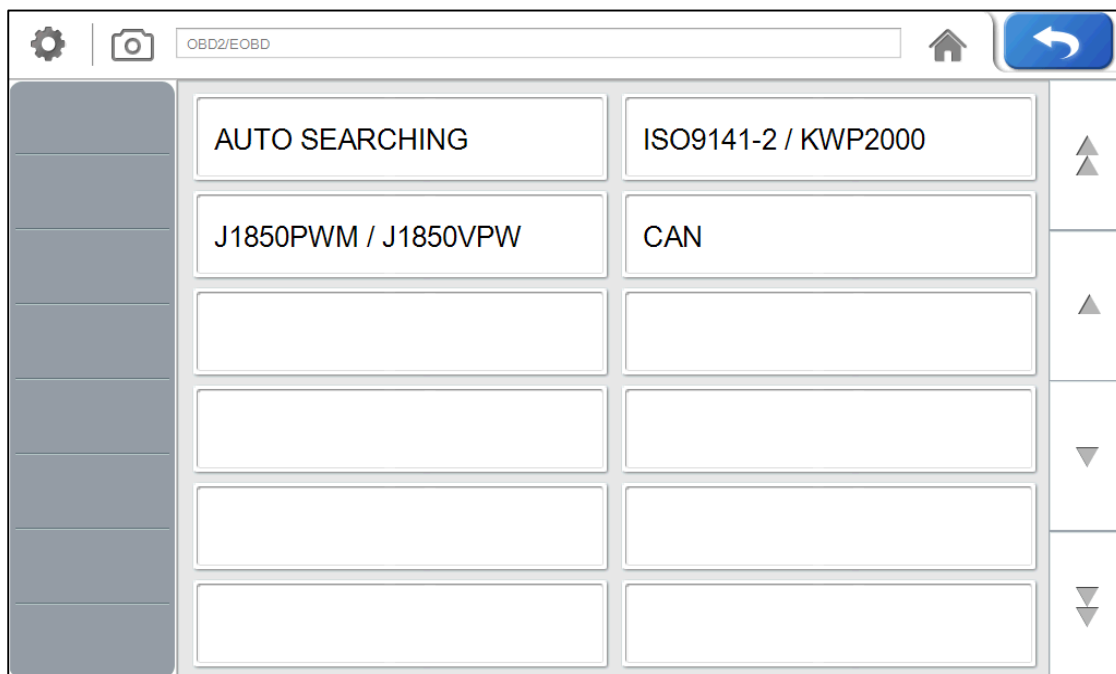 OBD2/EOBD
AUTO SEARCHING
ISO9141-2 / KWP2000
J1850PWM / J1850VPW
CAN